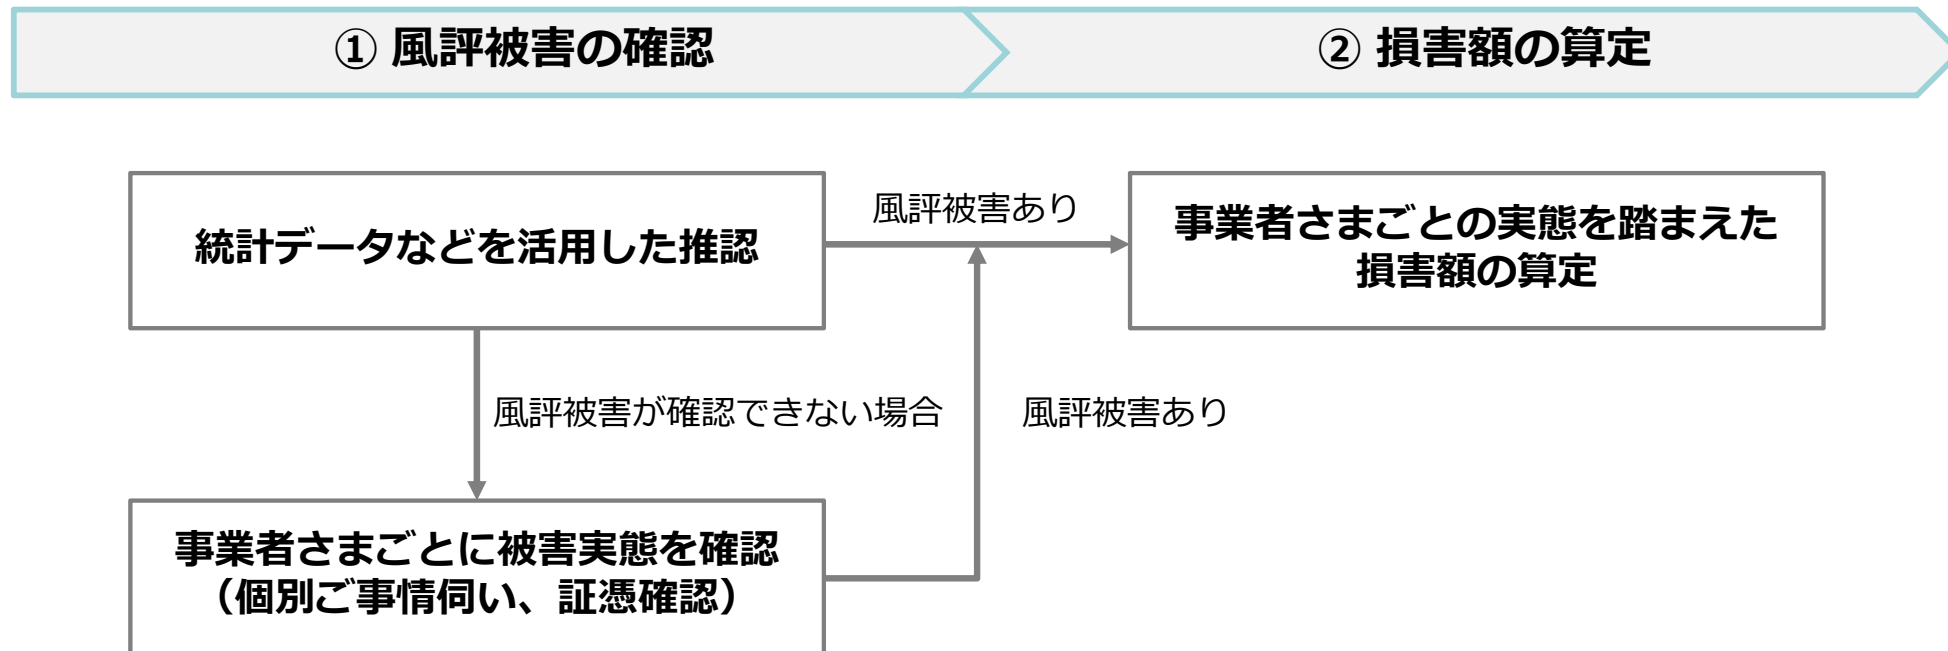 ① 風評被害の確認
② 損害額の算定
統計データなどを活用した推認
風評被害あり
事業者さまごとの実態を踏まえた
損害額の算定
風評被害が確認できない場合
風評被害あり
事業者さまごとに被害実態を確認
（個別ご事情伺い、証憑確認）